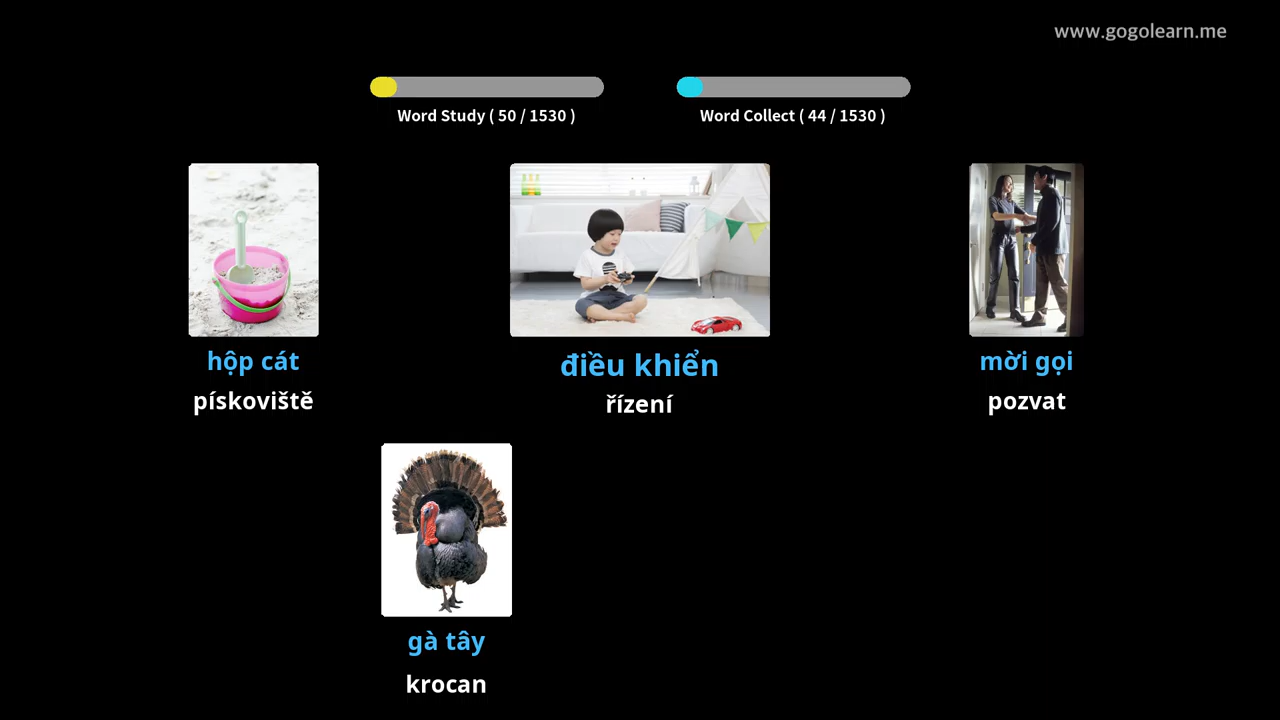 www.gogolearn.me
Word Study ( 50 / 1530 )
Word Collect ( 44 / 1530 )
hộp cát
pískoviště
điều khiển
řízení
mời gọi
pozvat
gà tây
krocan